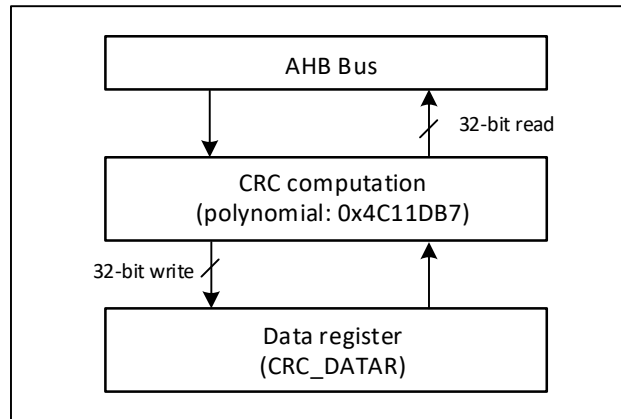 AHB Bus
32-bit read
CRC computation
(polynomial: 0x4C11DB7)
32-bit write
Data register
(CRC_DATAR)